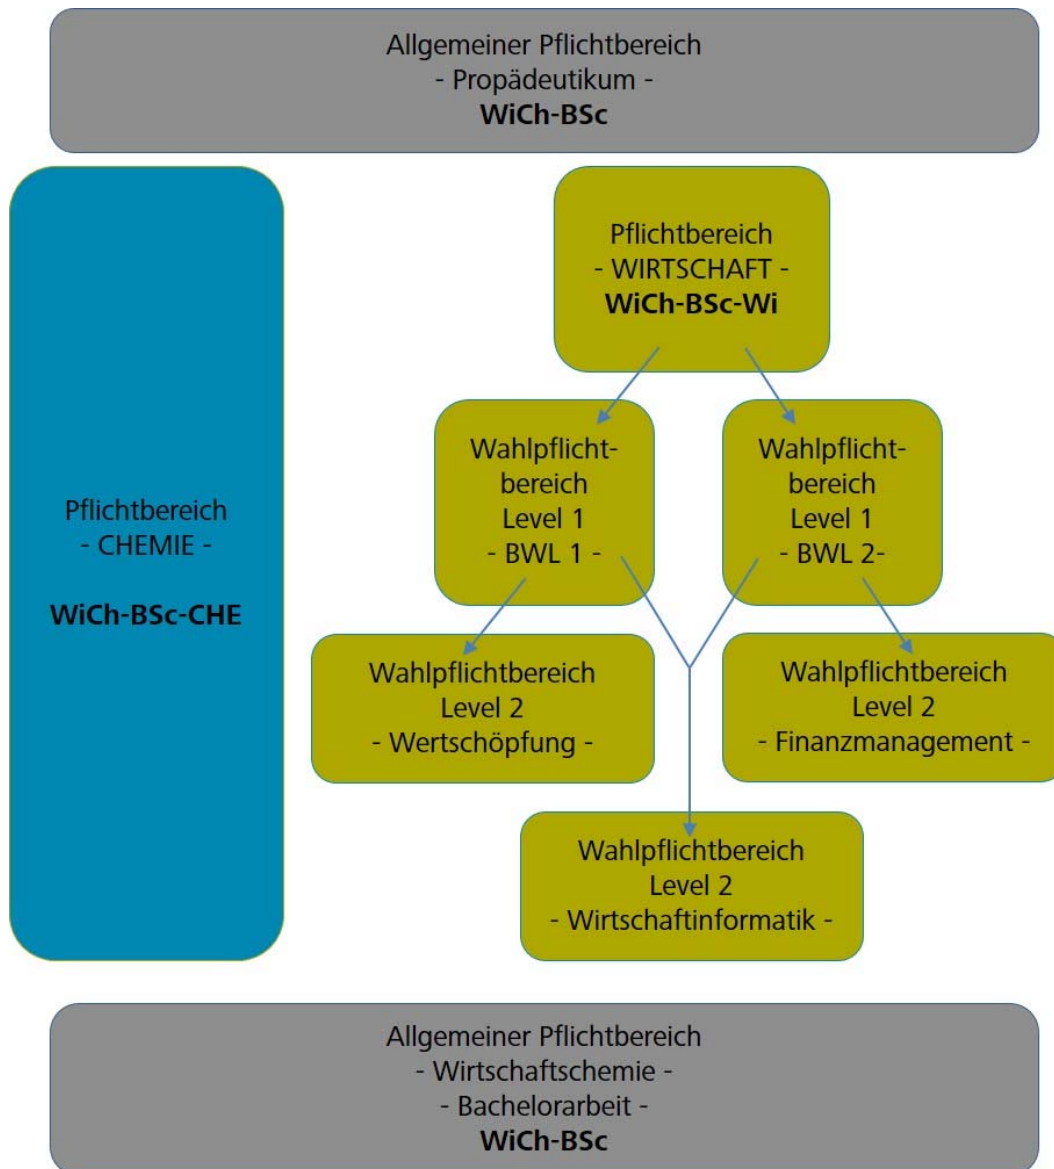 Allgemeiner Pflichtbereich
- Propädeutikum -
WiCh-BSc
Pflichtbereich
- CHEMIE -
WiCh-BSc-CHE
Pflichtbereich
- WIRTSCHAFT -
WiCh-BSc-Wi
Wahlpflicht-
bereich
Level 1
- BWL 1 -
Wahlpflicht-
bereich
Level 1
- BWL 2-
Wahlpflichtbereich
Level 2
- Wertschöpfung -
Wahlpflichtbereich
Level 2
- Finanzmanagement -
Wahlpflichtbereich
Level 2
- Wirtschaftinformatik -
Allgemeiner Pflichtbereich
- Wirtschaftschemie -
- Bachelorarbeit -
WiCh-BSc